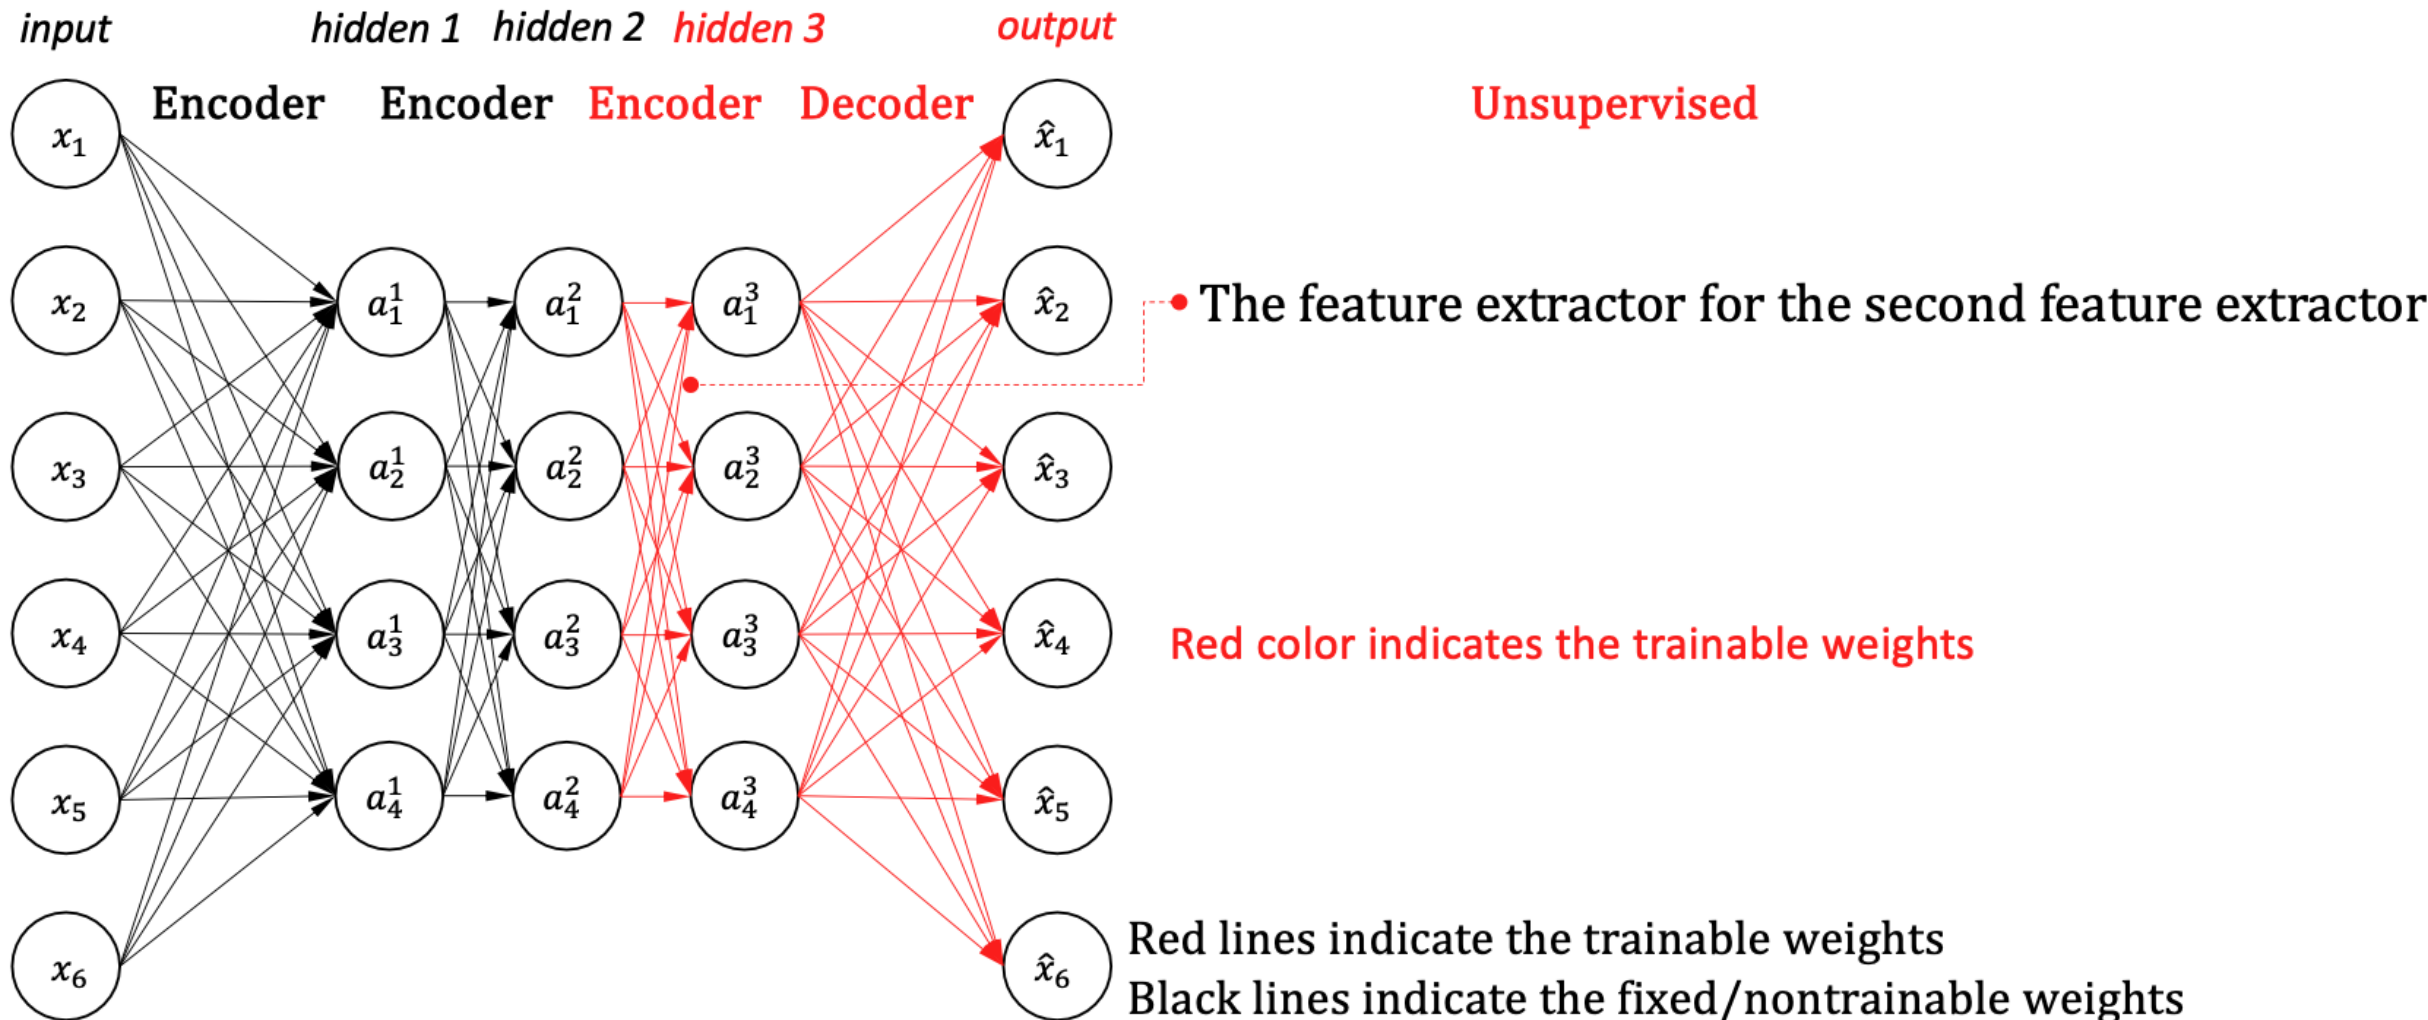 input hidden 1 hidden 2 hidden 3 output
Encoder Encoder Encoder Decoder Unsupervised
x₁ x̂₁
x₂ a₁¹ a₁² a₁³ x̂₂ The feature extractor for the second feature extractor
x₃ a₂¹ a₂² a₂³ x̂₃
x₄ a₃¹ a₃² a₃³ x̂₄ Red color indicates the trainable weights
x₅ a₄¹ a₄² a₄³ x̂₅
x₆ x̂₆
Red lines indicate the trainable weights
Black lines indicate the fixed/nontrainable weights